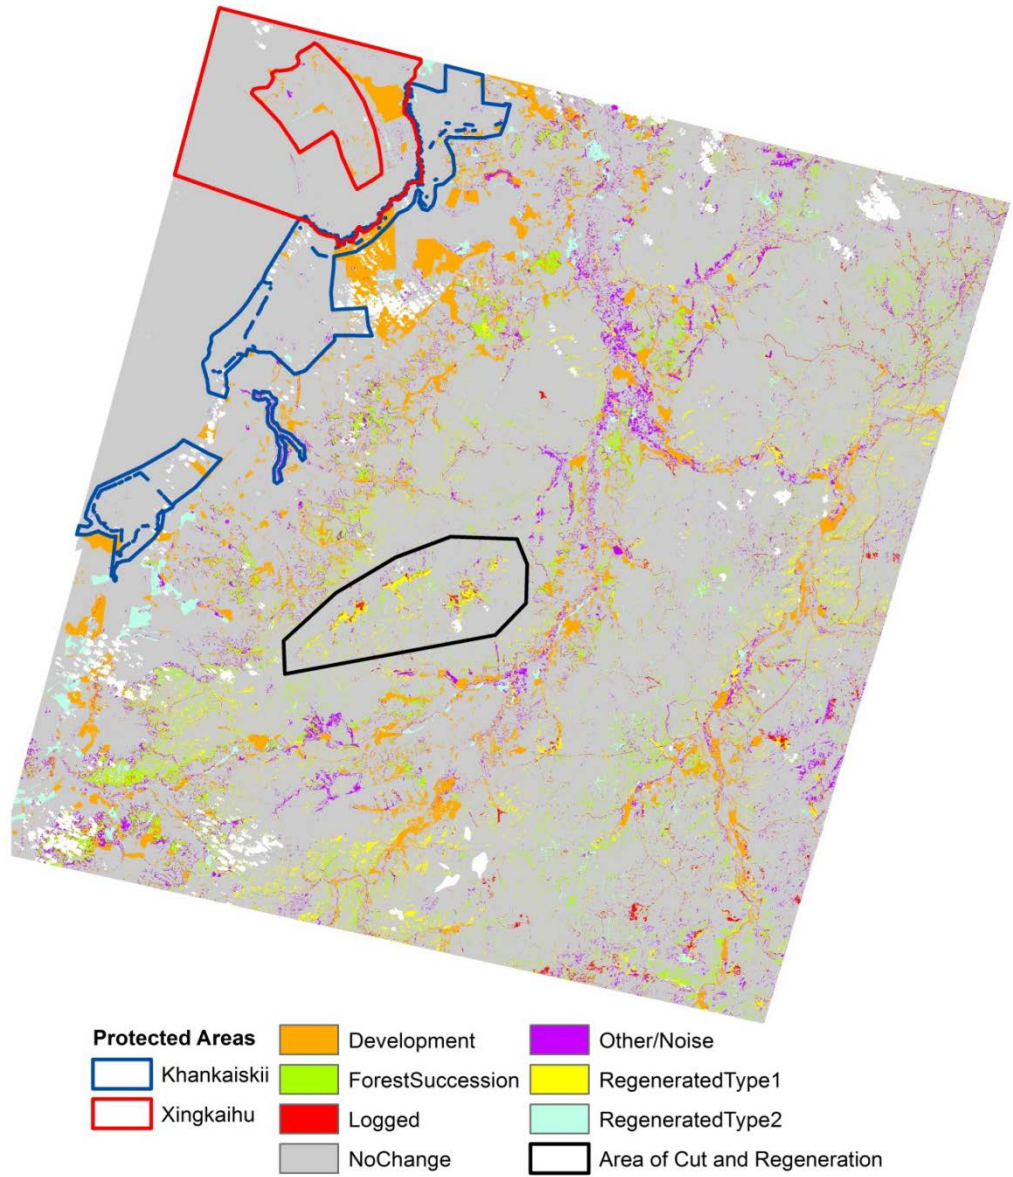 Protected Areas
Khankaiskii
Xingkaihu
Development
ForestSuccession
Logged
NoChange
Other/Noise
RegeneratedType1
RegeneratedType2
Area of Cut and Regeneration